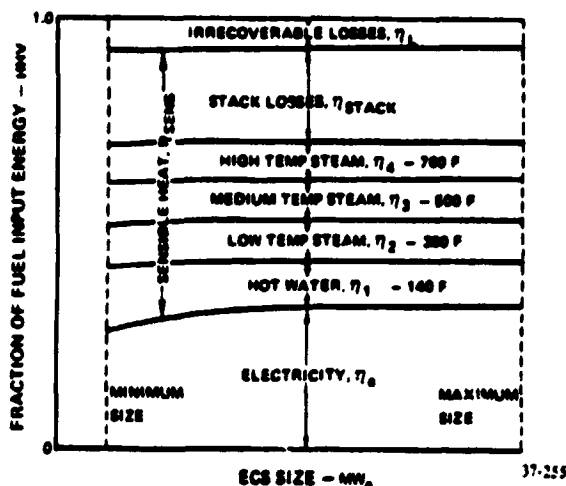 1.0
IRRECOVERABLE LOSSES, η
STACK LOSSES, ηSTACK
SENSIBLE HEAT, ηSENS
HIGH TEMP STEAM, η4 – 700 F
MEDIUM TEMP STEAM, η3 – 500 F
LOW TEMP STEAM, η2 – 300 F
HOT WATER, η1 – 140 F
ELECTRICITY, ηe
MINIMUM
SIZE
MAXIMUM
SIZE
FRACTION OF FUEL INPUT ENERGY – HHV
0
ECS SIZE – MWe
37-255